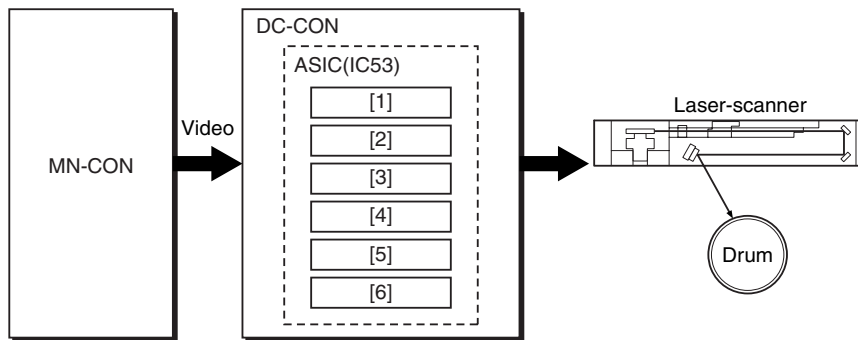 DC-CON
ASIC(IC53)
[1]
[2]
[3]
[4]
[5]
[6]
MN-CON
Video
Laser-scanner
Drum